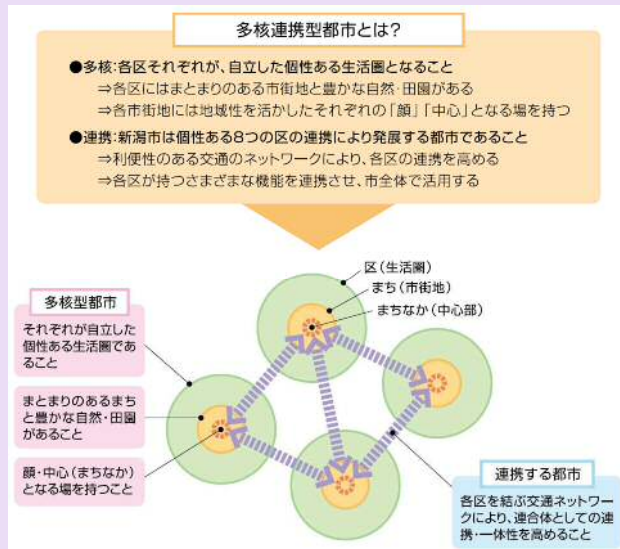 多核連携型都市とは?
●多核:各区それぞれが、自立した個性ある生活圏となること
⇒各区にはまとまりのある市街地と豊かな自然・田園がある
⇒各市街地には地域性を活かしたそれぞれの「顔」「中心」となる場を持つ
●連携:新潟市は個性ある8つの区の連携により発展する都市であること
⇒利便性のある交通のネットワークにより、各区の連携を高める
⇒各区が持つさまざまな機能を連携させ、市全体で活用する
区(生活圏)
まち(市街地)
まちなか(中心部)
多核型都市
それぞれが自立した
個性ある生活圏であ
ること
まとまりのあるまち
と豊かな自然・田園
があること
顔・中心(まちなか)
となる場を持つこと
連携する都市
各区を結ぶ交通ネットワー
クにより、連合体としての連
携・一体性を高めること